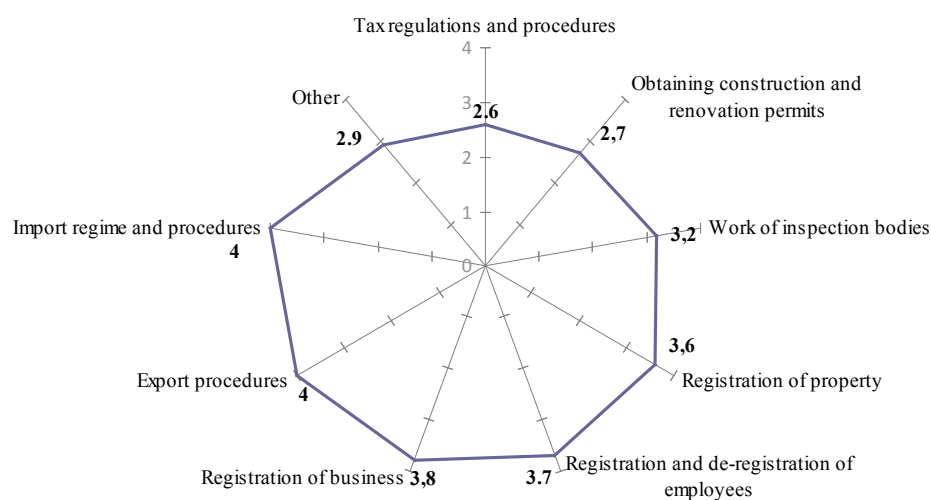 Tax regulations and procedures
4
3
2.6
2
1
0
Obtaining construction and
renovation permits
2,7
Work of inspection bodies
3,2
3,6
Registration of property
Registration and de-registration of
employees
3.7
Registration of business
3,8
Export procedures
4
Import regime and procedures
4
Other
2.9